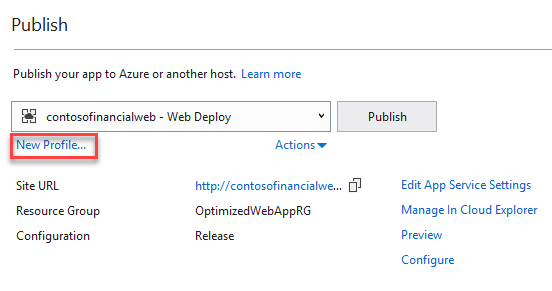 Publish
Publish your app to Azure or another host. Learn more
contosofinancialweb - Web Deploy
Publish
New Profile...
Actions
Site URL
http://contosofinancialwe...
Edit App Service Settings
Resource Group
OptimizedWebAppRG
Manage In Cloud Explorer
Configuration
Release
Preview
Configure